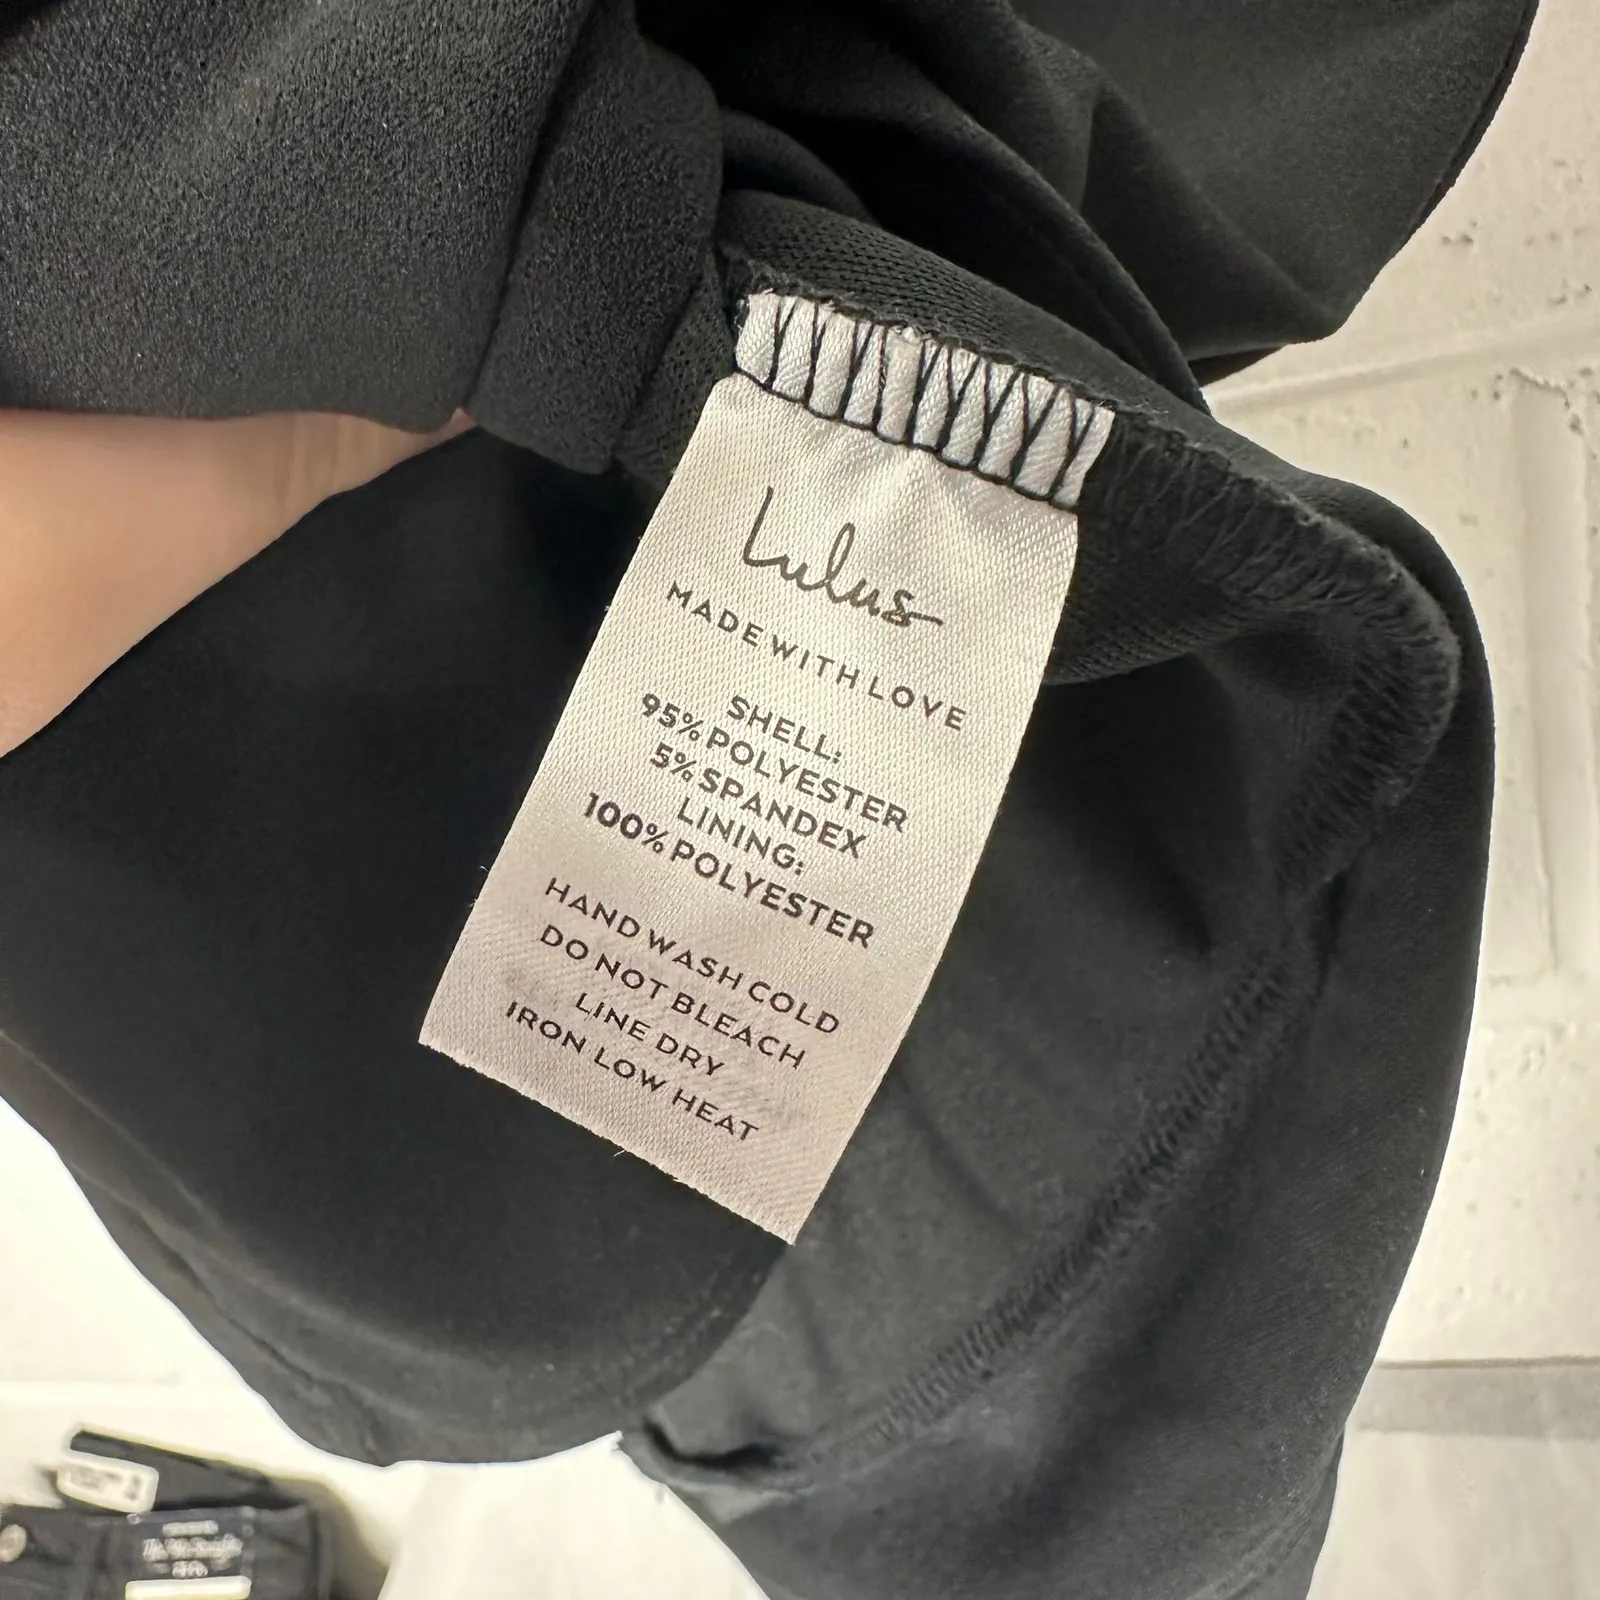 Lulus
MADE WITH LOVE
SHELL:
95% POLYESTER
5% SPANDEX
LINING:
100% POLYESTER
HAND WASH COLD
DO NOT BLEACH
LINE DRY
IRON LOW HEAT